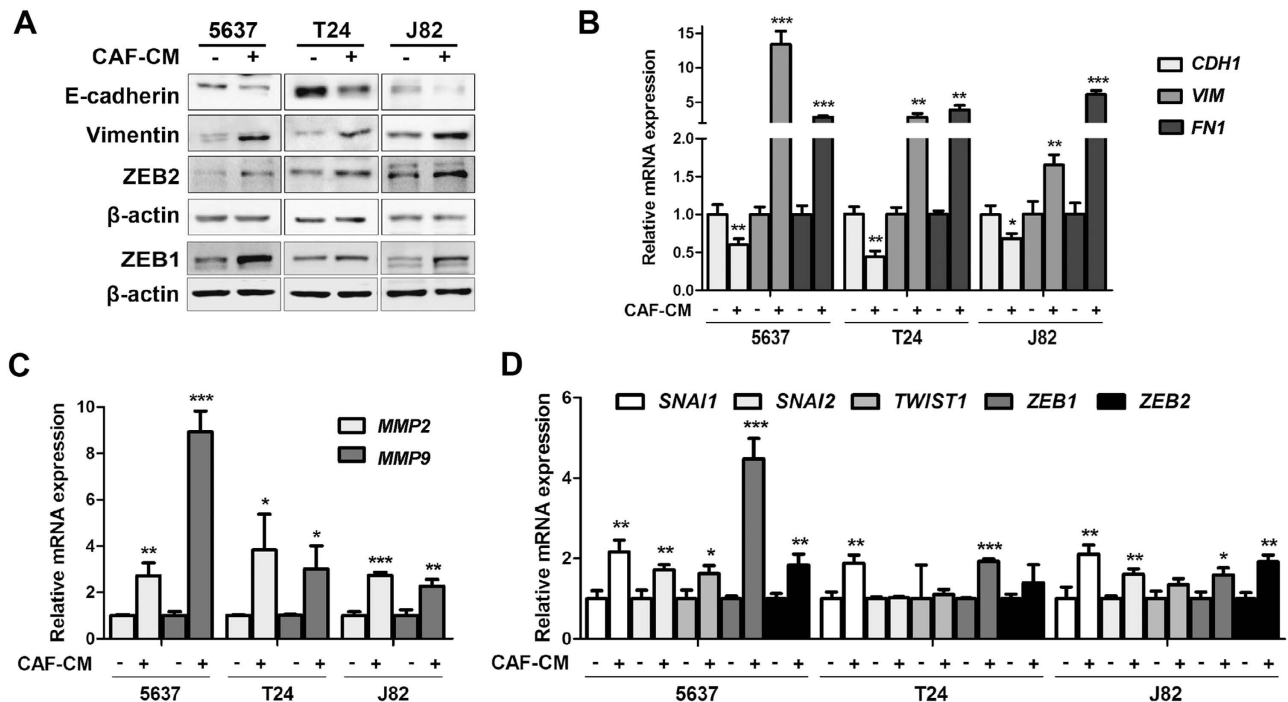 A
5637 T24 J82
CAF-CM - + - + - +
E-cadherin
Vimentin
ZEB2
β-actin
ZEB1
β-actin
B
Relative mRNA expression
15
10
5
2.0
1.5
1.0
0.5
0.0
*** *** ** ** ** ***
** ** * **
CDH1
VIM
FN1
CAF-CM - + - + - + - + - + - + - + - + - +
5637 T24 J82
C
Relative mRNA expression
10
8
6
4
2
0
** *** * * *** **
MMP2
MMP9
CAF-CM - + - + - + - + - + - +
5637 T24 J82
D
Relative mRNA expression
6
4
2
0
SNAI1 SNAI2 TWIST1 ZEB1 ZEB2
** ** * *** ** ** *** ** ** * **
CAF-CM - + - + - + - + - + - + - + - + - + - + - + - + - + - + - +
5637 T24 J82